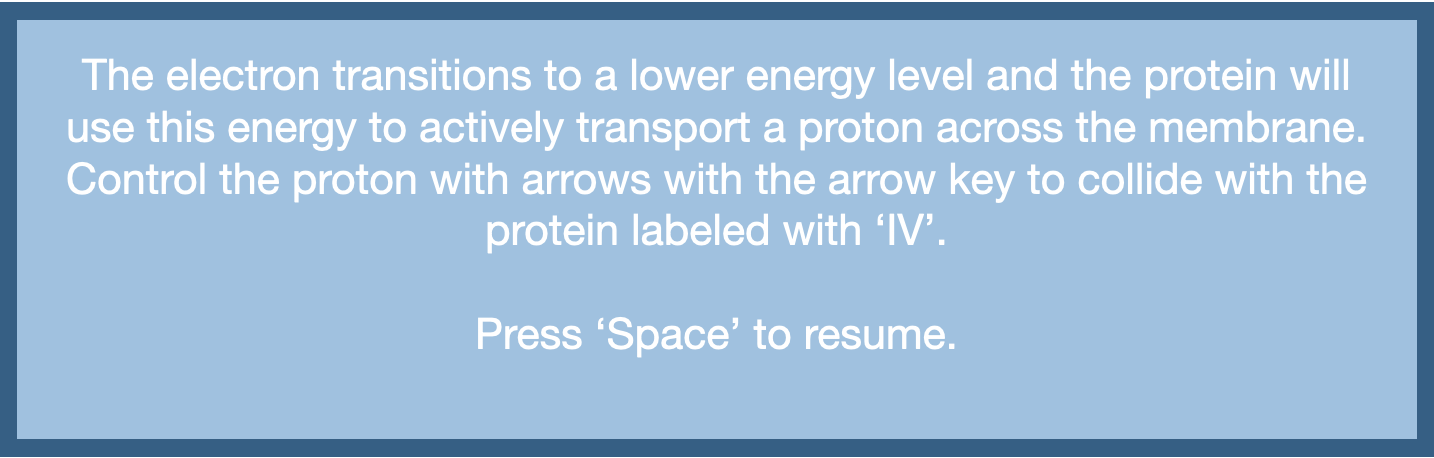 The electron transitions to a lower energy level and the protein will
use this energy to actively transport a proton across the membrane.
Control the proton with arrows with the arrow key to collide with the
protein labeled with ‘IV’.
Press ‘Space’ to resume.